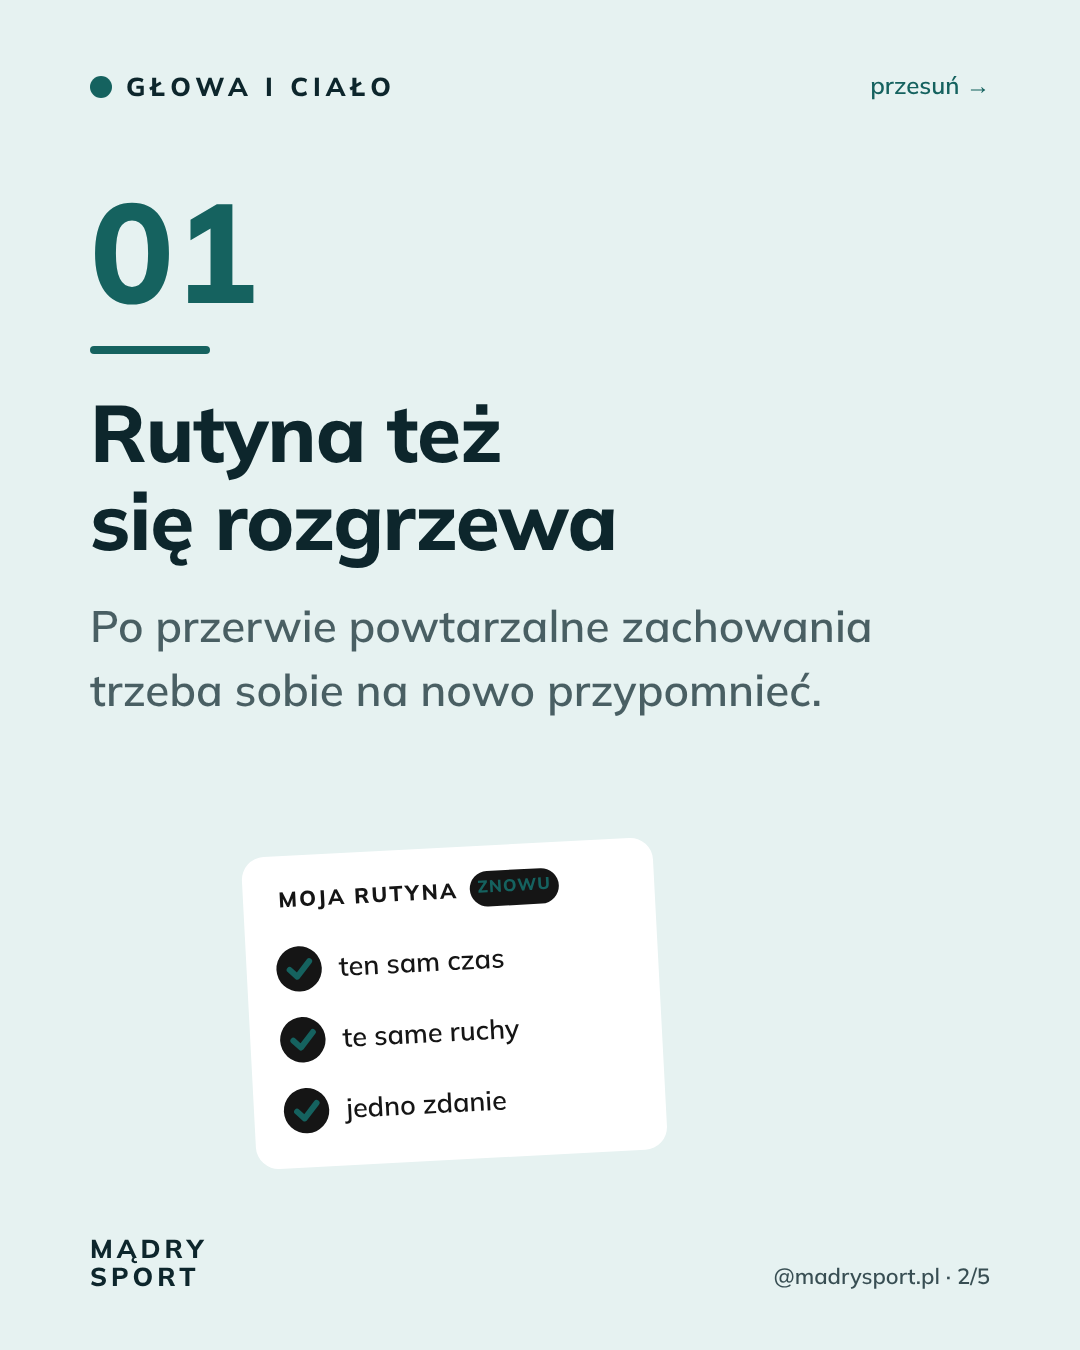 GŁOWA I CIAŁO
przesuń →
01
Rutyna też
się rozgrzewa
Po przerwie powtarzalne zachowania
trzeba sobie na nowo przypomnieć.
MOJA RUTYNA ZNOWU
ten sam czas
te same ruchy
jedno zdanie
MĄDRY
SPORT
@madrysport.pl · 2/5